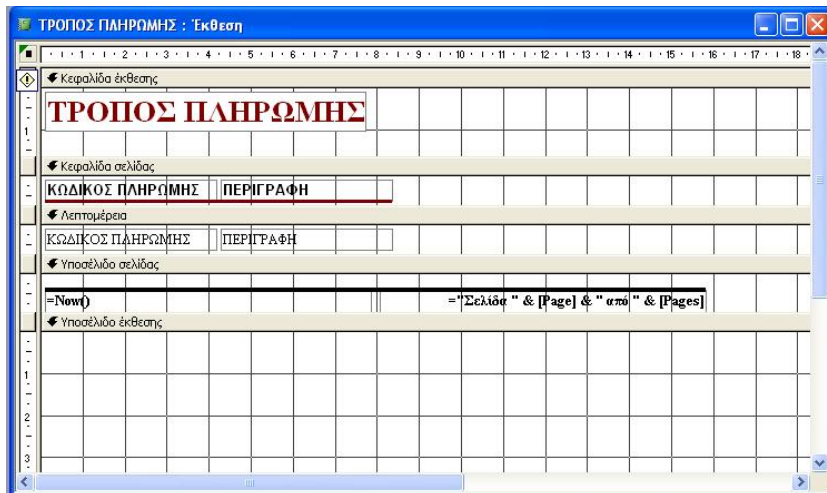 ΤΡΟΠΟΣ ΠΛΗΡΩΜΗΣ : Έκθεση
1 2 3 4 5 6 7 8 9 10 11 12 13 14 15 16 17 18
Κεφαλίδα έκθεσης
ΤΡΟΠΟΣ ΠΛΗΡΩΜΗΣ
1
Κεφαλίδα σελίδας
ΚΩΔΙΚΟΣ ΠΛΗΡΩΜΗΣ ΠΕΡΙΓΡΑΦΗ
Λεπτομέρεια
ΚΩΔΙΚΟΣ ΠΛΗΡΩΜΗΣ ΠΕΡΙΓΡΑΦΗ
Υποσέλιδο σελίδας
=Now() ="Σελίδα " & [Page] & " από " & [Pages]
Υποσέλιδο έκθεσης
1
2
3